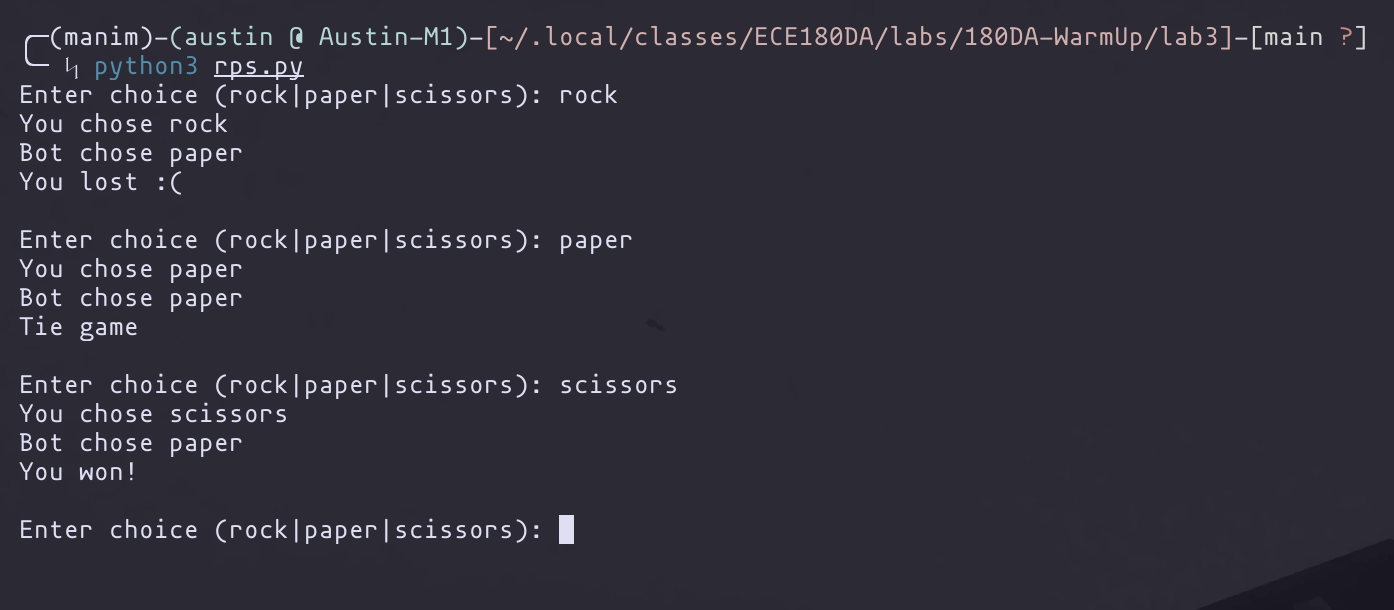 (manim)-(austin @ Austin-M1)-[~/.local/classes/ECE180DA/labs/180DA-WarmUp/lab3]-[main ?]
python3 rps.py
Enter choice (rock|paper|scissors): rock
You chose rock
Bot chose paper
You lost :(
Enter choice (rock|paper|scissors): paper
You chose paper
Bot chose paper
Tie game
Enter choice (rock|paper|scissors): scissors
You chose scissors
Bot chose paper
You won!
Enter choice (rock|paper|scissors):